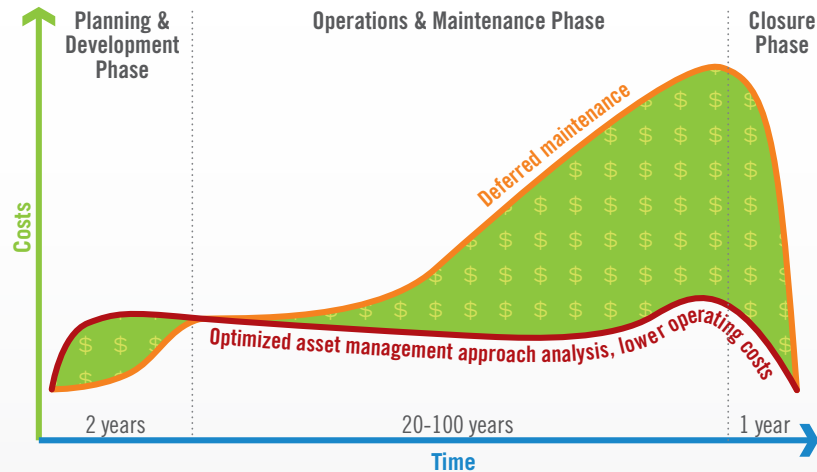 Planning &
Development
Phase
Operations & Maintenance Phase
Closure
Phase
Costs
Deferred maintenance
Optimized asset management approach analysis, lower operating costs
2 years
20-100 years
1 year
Time